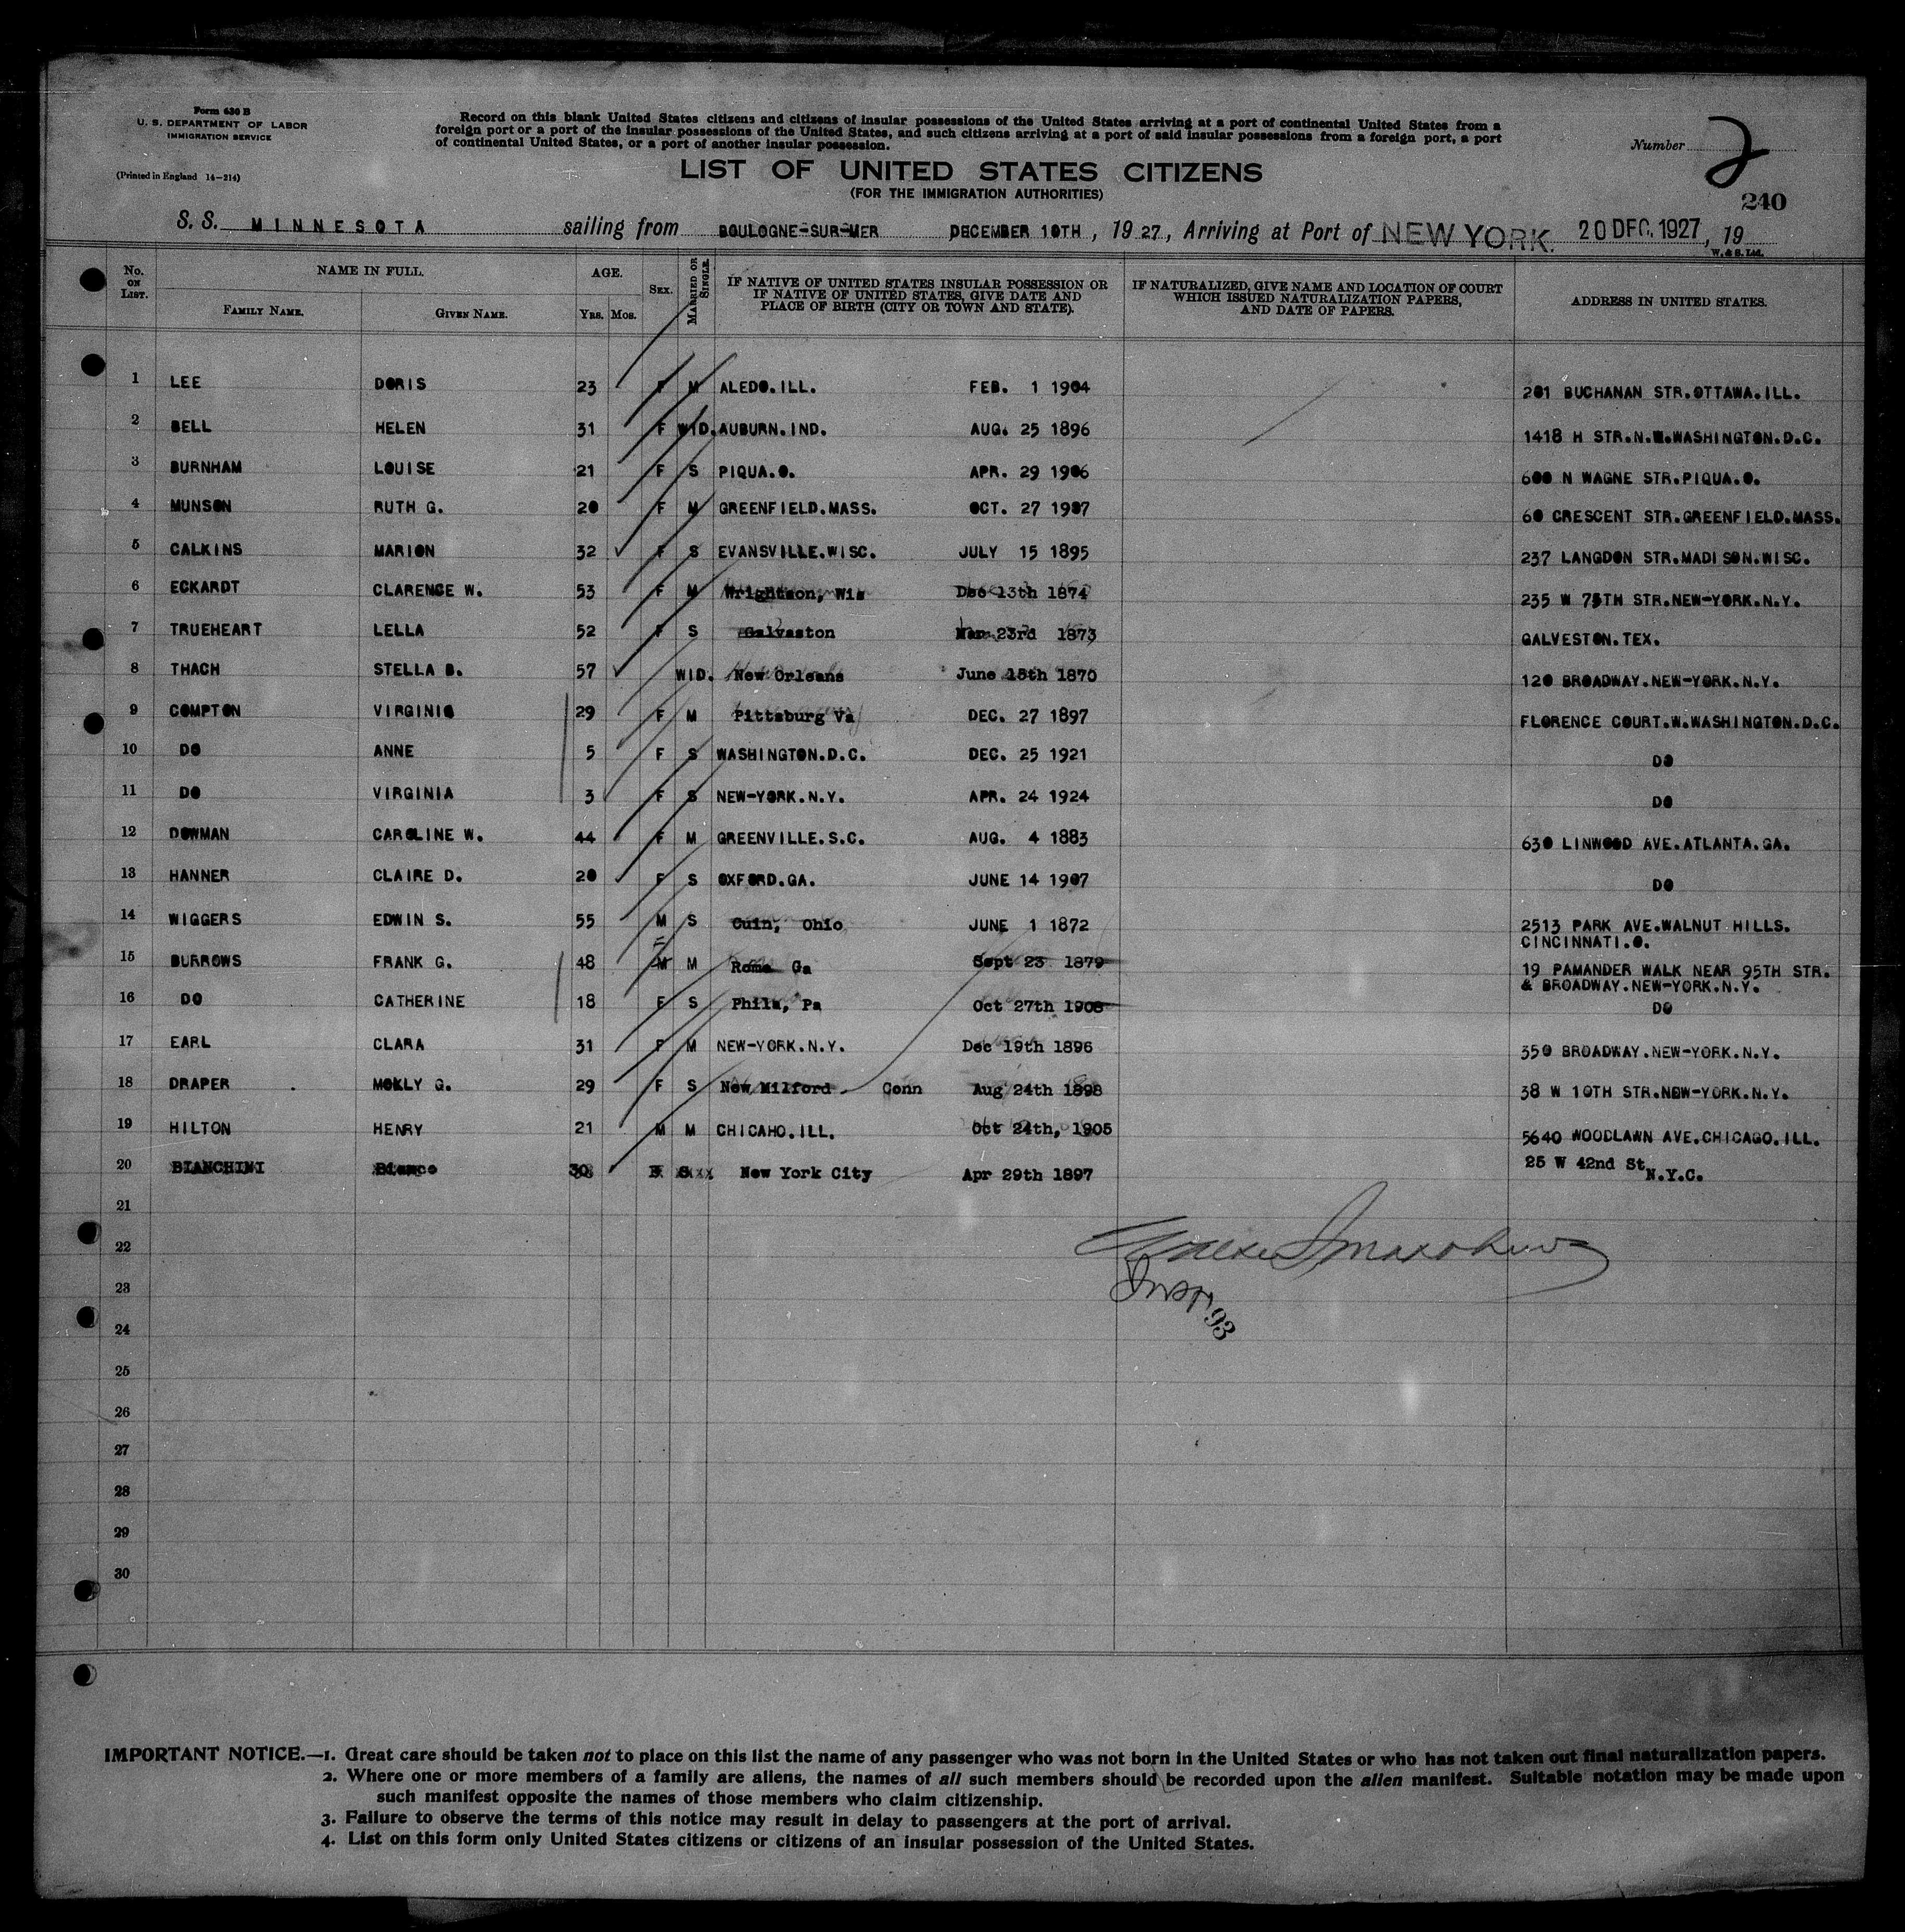 Form 630 B
U. S. DEPARTMENT OF LABOR
IMMIGRATION SERVICE
(Printed in England 14—214)
Record on this blank United States citizens and citizens of insular possessions of the United States arriving at a port of continental United States from a
foreign port or a port of the insular possessions of the United States, and such citizens arriving at a port of said insular possessions from a foreign port, a port
of continental United States, or a port of another insular possession.
Number 2
LIST OF UNITED STATES CITIZENS
(FOR THE IMMIGRATION AUTHORITIES)
240
S. S. MINNESOTA sailing from BOULOGNE-SUR-MER DECEMBER 10TH, 1927, Arriving at Port of NEW YORK. 20 DEC. 1927, 19
W. & S. Ltd.
No. ON LIST. NAME IN FULL. AGE. SEX. MARRIED OR SINGLE. IF NATIVE OF UNITED STATES INSULAR POSSESSION OR IF NATIVE OF UNITED STATES, GIVE DATE AND PLACE OF BIRTH (CITY OR TOWN AND STATE). IF NATURALIZED, GIVE NAME AND LOCATION OF COURT WHICH ISSUED NATURALIZATION PAPERS, AND DATE OF PAPERS. ADDRESS IN UNITED STATES.
FAMILY NAME. GIVEN NAME. YRS. MOS.
1 LEE DORIS 23 F M ALEDO.ILL. FEB. 1 1904 201 BUCHANAN STR.OTTAWA.ILL.
2 BELL HELEN 31 F WID. AUBURN.IND. AUG. 25 1896 1418 H STR.N.W.WASHINGTON.D.C.
3 BURNHAM LOUISE 21 F S PIQUA.O. APR. 29 1906 600 N WAGNE STR.PIQUA.O.
4 MUNSON RUTH G. 20 F M GREENFIELD.MASS. OCT. 27 1907 60 CRESCENT STR.GREENFIELD.MASS.
5 CALKINS MARION 32 F S EVANSVILLE.WISC. JULY 15 1895 237 LANGDON STR.MADISON.WISC.
6 ECKARDT CLARENCE W. 53 F M Wrightson, Wis Dec 13th 1874 235 W 75TH STR.NEW-YORK.N.Y.
7 TRUEHEART LELLA 52 F S Galvaston Mar 23rd 1873 GALVESTON.TEX.
8 THACH STELLA B. 57 WID. New Orleans June 15th 1870 120 BROADWAY.NEW-YORK.N.Y.
9 COMPTON VIRGINIO 29 F M Pittsburg Va DEC. 27 1897 FLORENCE COURT.W.WASHINGTON.D.C.
10 DO ANNE 5 F S WASHINGTON.D.C. DEC. 25 1921 DO
11 DO VIRGINIA 3 F S NEW-YORK.N.Y. APR. 24 1924 DO
12 DOWMAN CAROLINE W. 44 F M GREENVILLE.S.C. AUG. 4 1883 630 LINWOOD AVE.ATLANTA.GA.
13 HANNER CLAIRE D. 20 F S OXFORD.GA. JUNE 14 1907 DO
14 WIGGERS EDWIN S. 55 M S Cuin, Ohio JUNE 1 1872 2513 PARK AVE.WALNUT HILLS.
CINCINNATI.O.
15 BURROWS FRANK G. 48 F M M Rome Ga Sept 23 1879 19 PAMANDER WALK NEAR 95TH STR.
& BROADWAY.NEW-YORK.N.Y.
16 DO CATHERINE 18 F S Phila, Pa Oct 27th 1908 DO
17 EARL CLARA 31 F M NEW-YORK.N.Y. Dec 19th 1896 350 BROADWAY.NEW-YORK.N.Y.
18 DRAPER MOLLY G. 29 F S New Milford Conn Aug 24th 1898 38 W 10TH STR.NEW-YORK.N.Y.
19 HILTON HENRY 21 M M CHICAHO.ILL. Oct 24th, 1905 5640 WOODLAWN AVE.CHICAGO.ILL.
20 BIANCHINI Bianco 30 S New York City Apr 29th 1897 25 W 42nd St
N.Y.C.
21
22
23
Insp 93
24
25
26
27
28
29
30
IMPORTANT NOTICE.—1. Great care should be taken not to place on this list the name of any passenger who was not born in the United States or who has not taken out final naturalization papers.
2. Where one or more members of a family are aliens, the names of all such members should be recorded upon the alien manifest. Suitable notation may be made upon
such manifest opposite the names of those members who claim citizenship.
3. Failure to observe the terms of this notice may result in delay to passengers at the port of arrival.
4. List on this form only United States citizens or citizens of an insular possession of the United States.